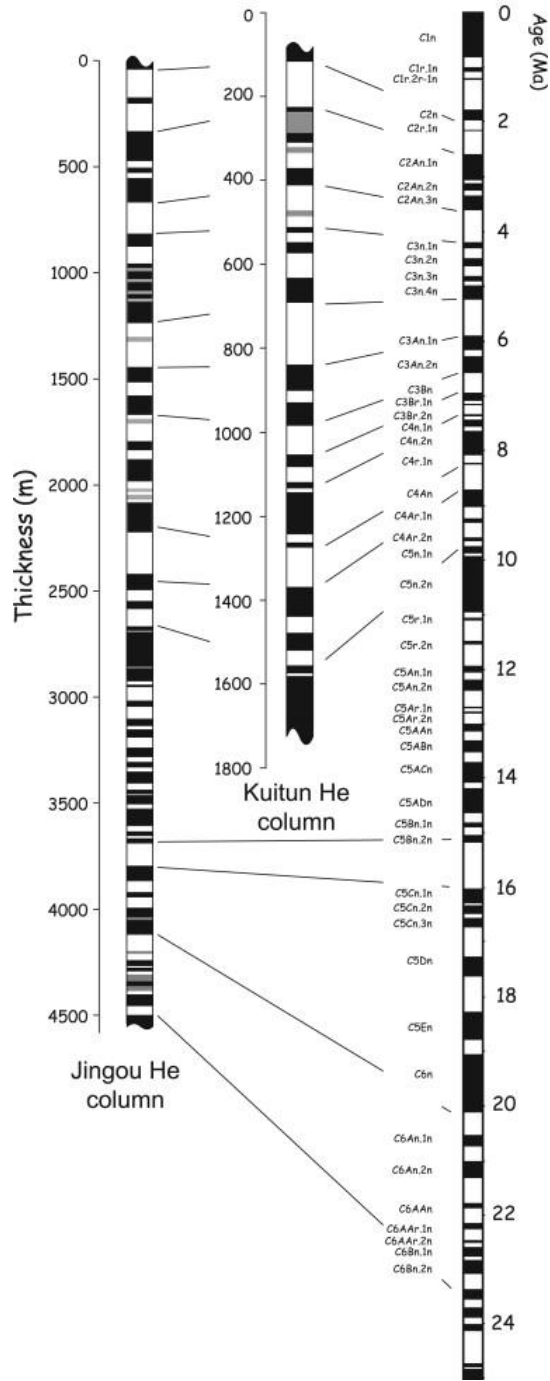 Thickness (m)
0
500
1000
1500
2000
2500
3000
3500
4000
4500
Jingou He
column
0
200
400
600
800
1000
1200
1400
1600
1800
Kuitun He
column
C1n
C1r.1n
C1r.2r-1n
C2n
C2r.1n
C2An.1n
C2An.2n
C2An.3n
C3n.1n
C3n.2n
C3n.3n
C3n.4n
C3An.1n
C3An.2n
C3Bn
C3Br.1n
C3Br.2n
C4n.1n
C4n.2n
C4r.1n
C4An
C4Ar.1n
C4Ar.2n
C5n.1n
C5n.2n
C5r.1n
C5r.2n
C5An.1n
C5An.2n
C5Ar.1n
C5Ar.2n
C5AAn
C5ABn
C5ACn
C5ADn
C5Bn.1n
C5Bn.2n
C5Cn.1n
C5Cn.2n
C5Cn.3n
C5Dn
C5En
C6n
C6An.1n
C6An.2n
C6AAn
C6AAr.1n
C6AAr.2n
C6Bn.1n
C6Bn.2n
Age (Ma)
0
2
4
6
8
10
12
14
16
18
20
22
24